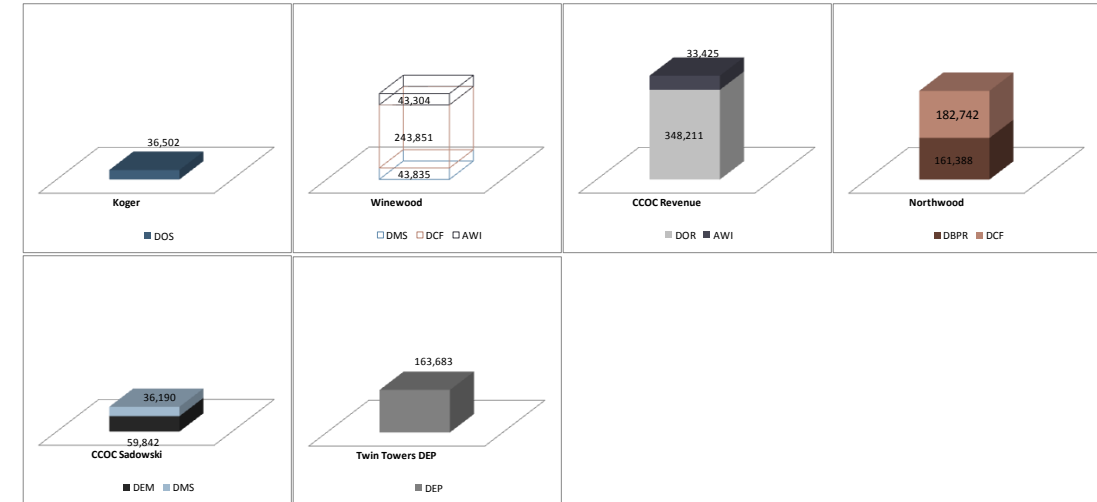 36,502
Koger
DOS
43,304
243,851
43,835
Winewood
DMS DCF AWI
33,425
348,211
CCOC Revenue
DOR AWI
182,742
161,388
Northwood
DBPR DCF
36,190
59,842
CCOC Sadowski
DEM DMS
163,683
Twin Towers DEP
DEP